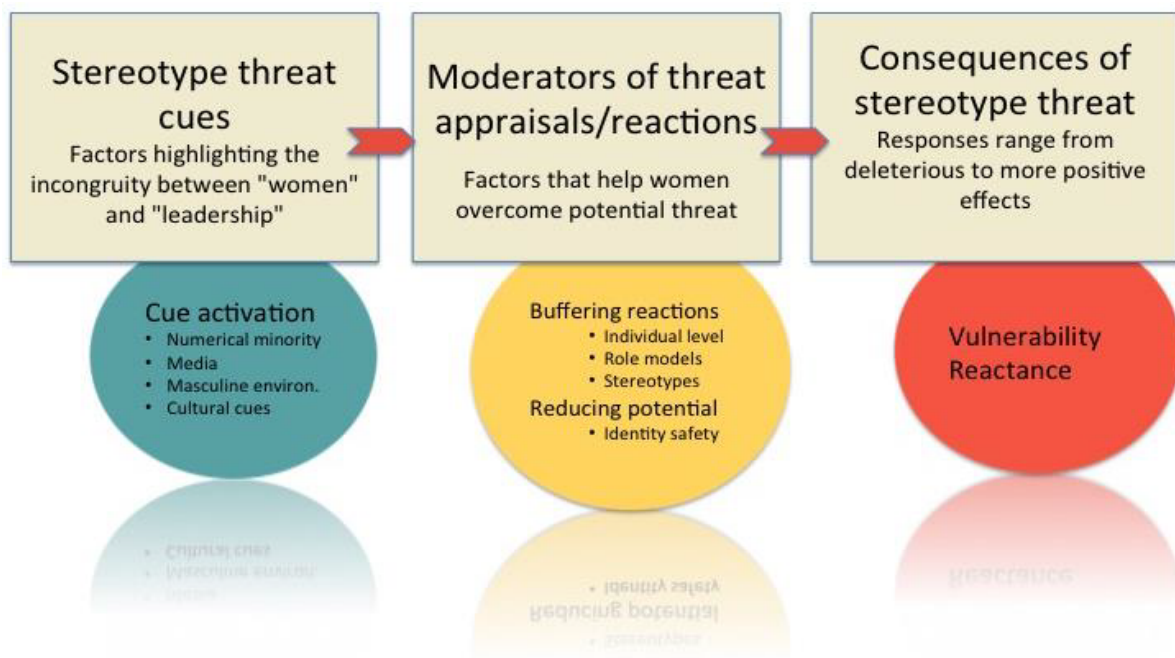 Stereotype threat
cues
Factors highlighting the
incongruity between "women"
and "leadership"
Cue activation
• Numerical minority
• Media
• Masculine environ.
• Cultural cues
Moderators of threat
appraisals/reactions
Factors that help women
overcome potential threat
Buffering reactions
• Individual level
• Role models
• Stereotypes
Reducing potential
• Identity safety
Consequences of
stereotype threat
Responses range from
deleterious to more positive
effects
Vulnerability
Reactance